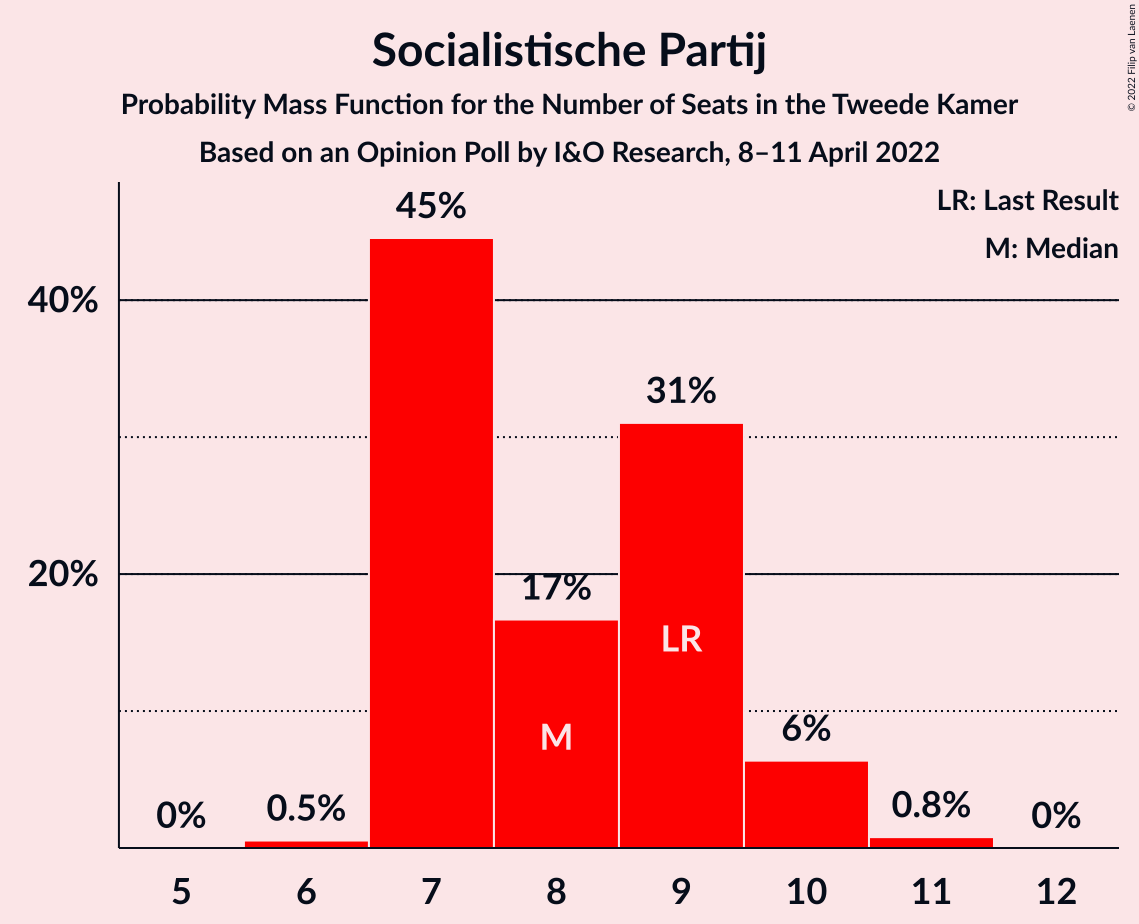 Socialistische Partij
Probability Mass Function for the Number of Seats in the Tweede Kamer
Based on an Opinion Poll by I&O Research, 8–11 April 2022
© 2022 Filip van Laenen
LR: Last Result
M: Median
45%
40%
31%
20%
17%
LR
M
6%
0%
0.5%
0.8%
0%
5 6 7 8 9 10 11 12